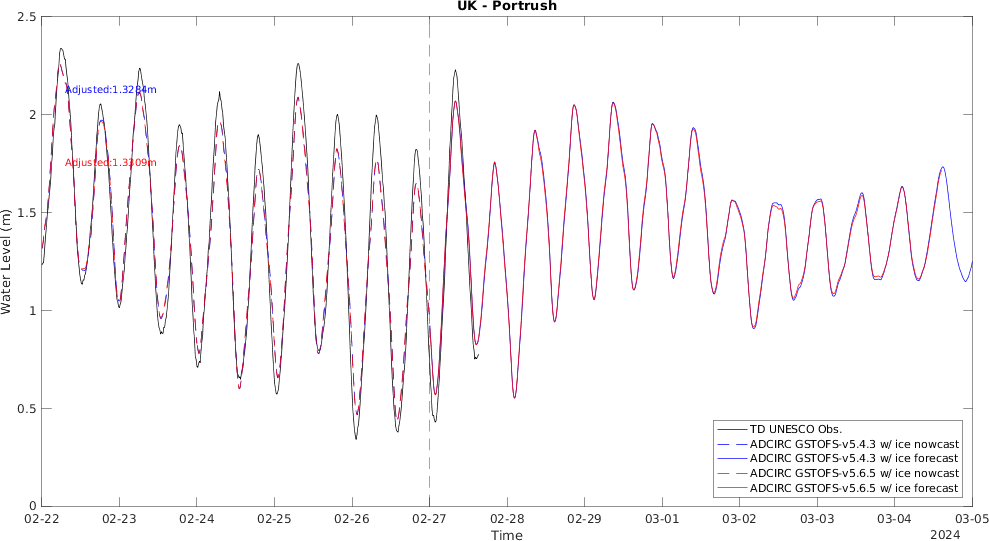 UK - Portrush
2.5
2
1.5
1
0.5
0
Water Level (m)
Adjusted:1.3284m
Adjusted:1.3309m
TD UNESCO Obs.
ADCIRC GSTOFS-v5.4.3 w/ ice nowcast
ADCIRC GSTOFS-v5.4.3 w/ ice forecast
ADCIRC GSTOFS-v5.6.5 w/ ice nowcast
ADCIRC GSTOFS-v5.6.5 w/ ice forecast
02-22 02-23 02-24 02-25 02-26 02-27 02-28 02-29 03-01 03-02 03-03 03-04 03-05
Time
2024